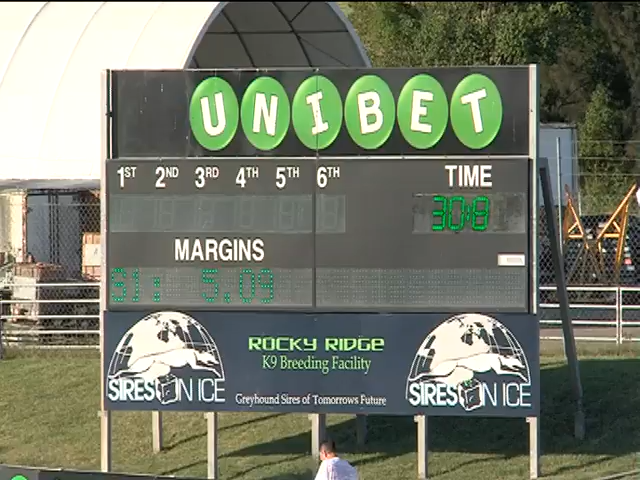 UNIBET
1ST 2ND 3RD 4TH 5TH 6TH TIME
30.8
MARGINS
S1: 5.09
ROCKY RIDGE
K9 Breeding Facility
SIRES ON ICE
Greyhound Sires of Tomorrows Future
SIRES ON ICE